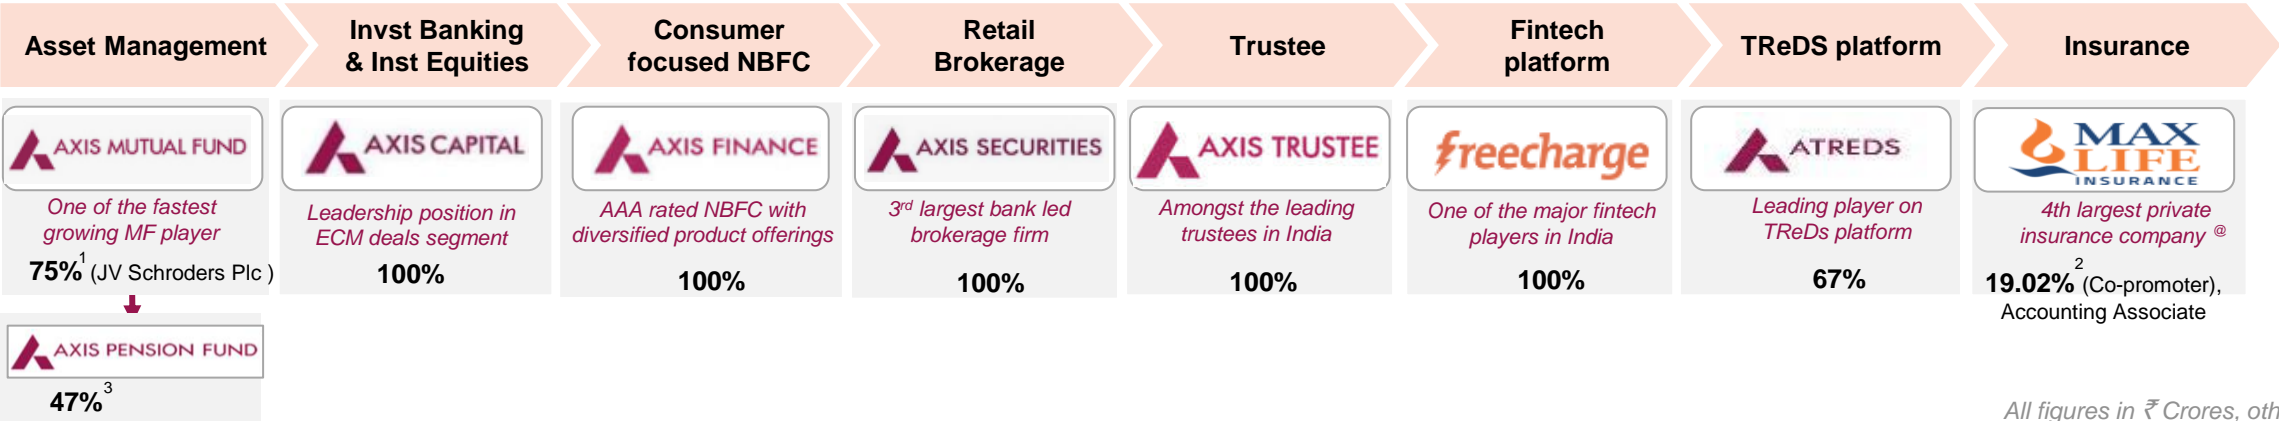 Asset Management
Invst Banking
& Inst Equities
Consumer
focused NBFC
Retail
Brokerage
Trustee
Fintech
platform
TReDS platform
Insurance
AXIS MUTUAL FUND
One of the fastest
growing MF player
75%1 (JV Schroders Plc )
AXIS PENSION FUND
47%3
AXIS CAPITAL
Leadership position in
ECM deals segment
100%
AXIS FINANCE
AAA rated NBFC with
diversified product offerings
100%
AXIS SECURITIES
3rd largest bank led
brokerage firm
100%
AXIS TRUSTEE
Amongst the leading
trustees in India
100%
freecharge
One of the major fintech
players in India
100%
ATREDS
Leading player on
TReDs platform
67%
MAX
LIFE
INSURANCE
4th largest private
insurance company @
19.02%2 (Co-promoter),
Accounting Associate
All figures in ₹ Crores, oth